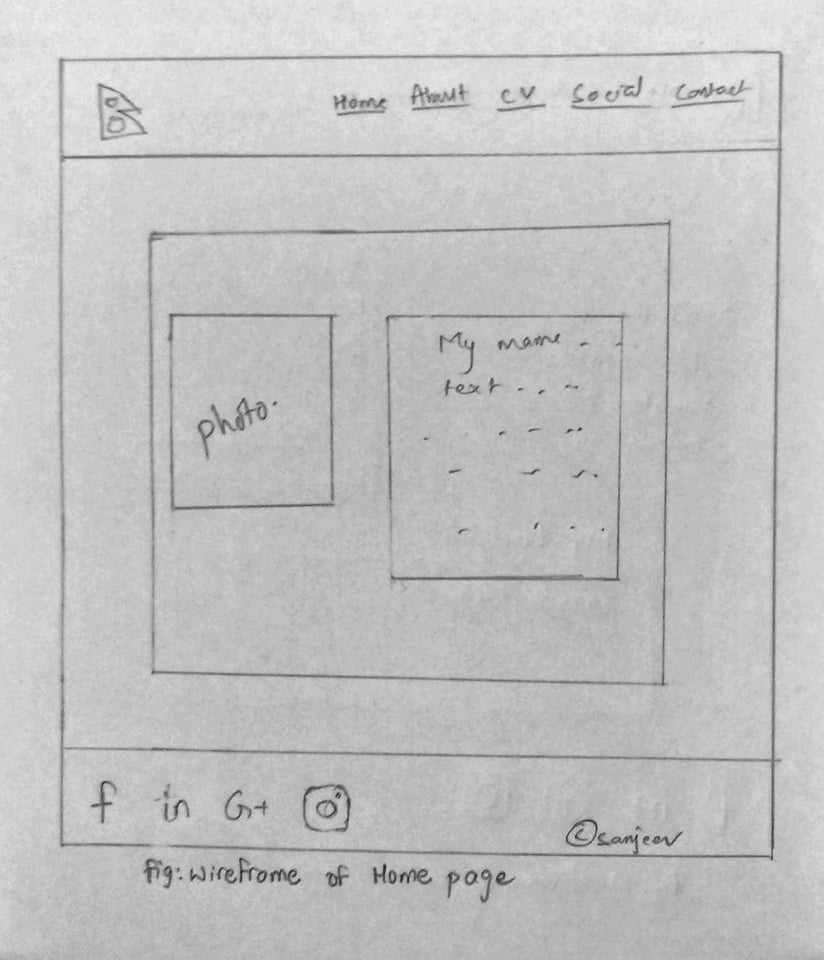 B
Home About CV Social Contact
photo.
My name . .
text . . .
f in G+
©sanjeev
fig: wireframe of Home page